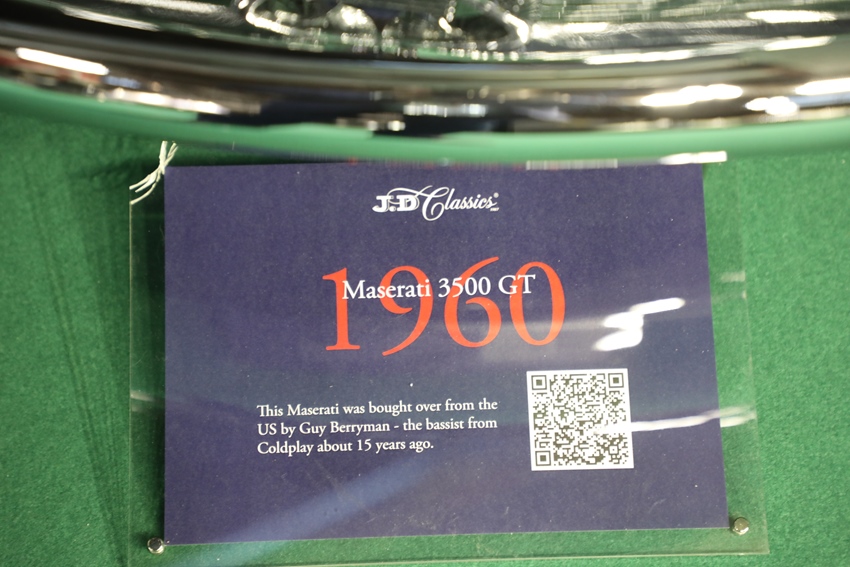 J.D Classics
1960
Maserati 3500 GT
This Maserati was bought over from the
US by Guy Berryman - the bassist from
Coldplay about 15 years ago.